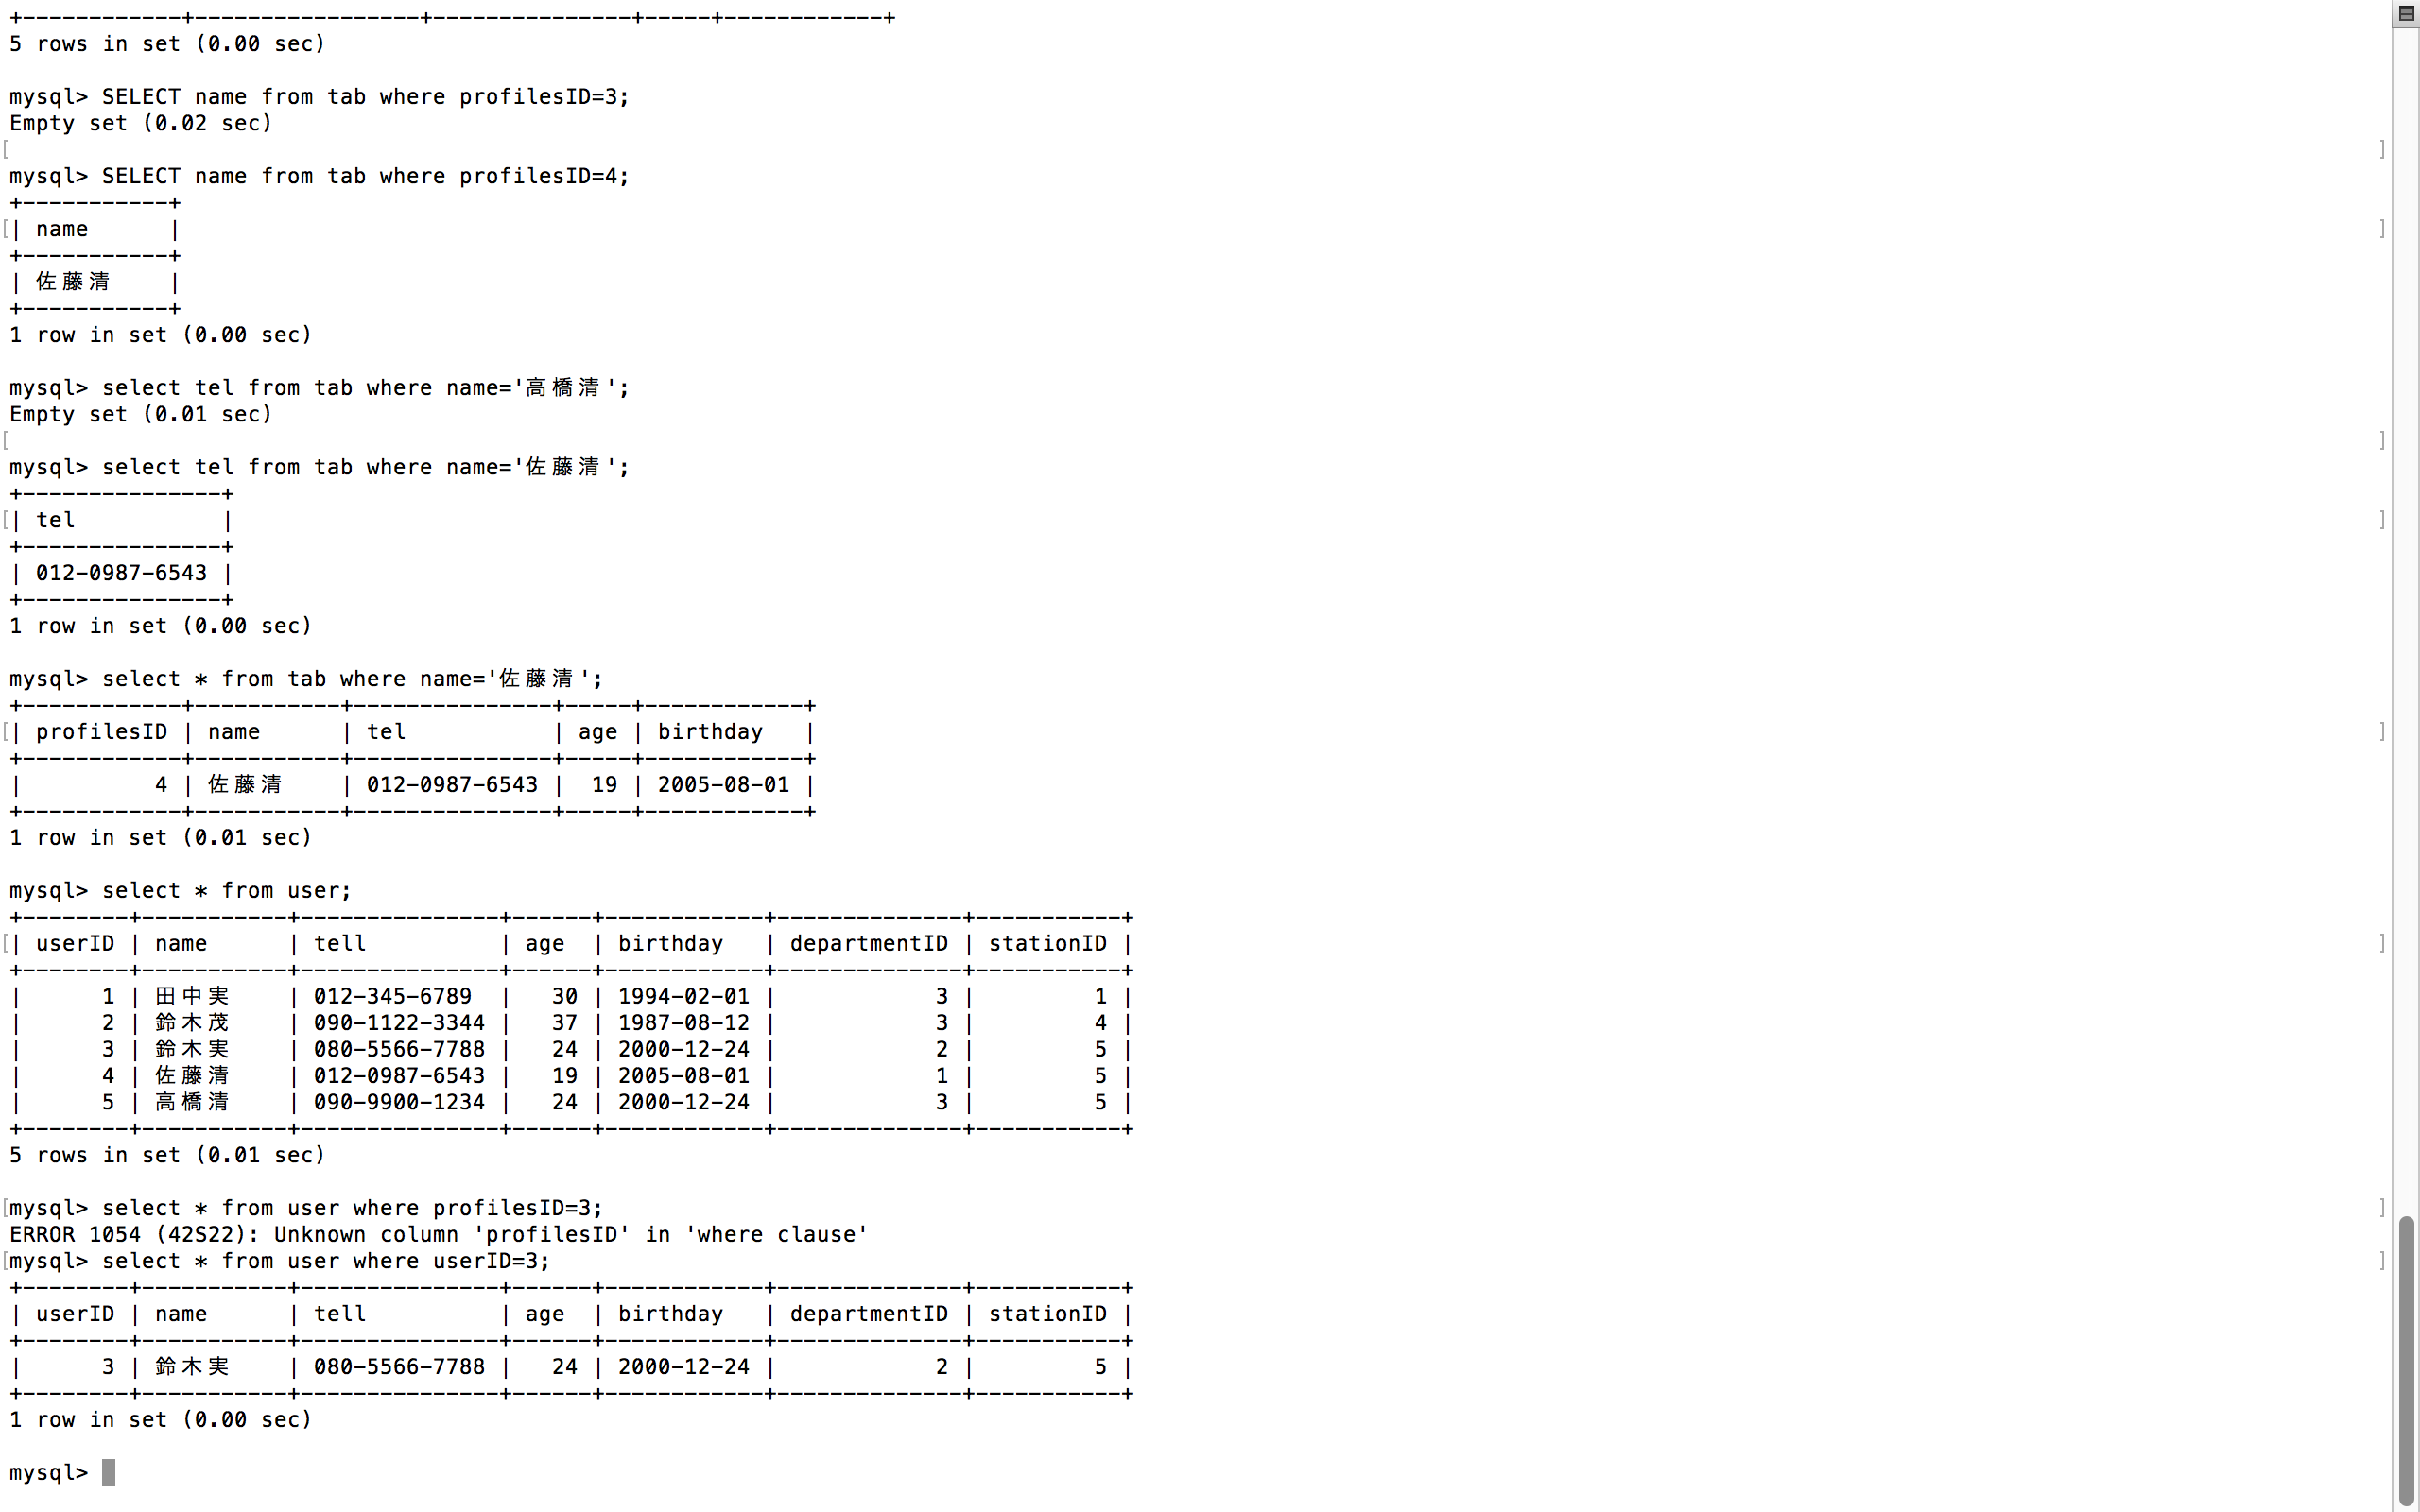 +------------+-----------------+---------------+-----+------------+
5 rows in set (0.00 sec)
mysql> SELECT name from tab where profilesID=3;
Empty set (0.02 sec)
[ ]
mysql> SELECT name from tab where profilesID=4;
+-----------+
[| name      | ]
+-----------+
| 佐藤清    |
+-----------+
1 row in set (0.00 sec)
mysql> select tel from tab where name='高橋清';
Empty set (0.01 sec)
[ ]
mysql> select tel from tab where name='佐藤清';
+---------------+
[| tel           | ]
+---------------+
| 012-0987-6543 |
+---------------+
1 row in set (0.00 sec)
mysql> select * from tab where name='佐藤清';
+------------+-----------+---------------+-----+------------+
[| profilesID | name      | tel           | age | birthday   | ]
+------------+-----------+---------------+-----+------------+
|          4 | 佐藤清    | 012-0987-6543 |  19 | 2005-08-01 |
+------------+-----------+---------------+-----+------------+
1 row in set (0.01 sec)
mysql> select * from user;
+--------+-----------+---------------+------+------------+--------------+-----------+
[| userID | name      | tell          | age  | birthday   | departmentID | stationID | ]
+--------+-----------+---------------+------+------------+--------------+-----------+
|      1 | 田中実    | 012-345-6789  |   30 | 1994-02-01 |            3 |         1 |
|      2 | 鈴木茂    | 090-1122-3344 |   37 | 1987-08-12 |            3 |         4 |
|      3 | 鈴木実    | 080-5566-7788 |   24 | 2000-12-24 |            2 |         5 |
|      4 | 佐藤清    | 012-0987-6543 |   19 | 2005-08-01 |            1 |         5 |
|      5 | 高橋清    | 090-9900-1234 |   24 | 2000-12-24 |            3 |         5 |
+--------+-----------+---------------+------+------------+--------------+-----------+
5 rows in set (0.01 sec)
[mysql> select * from user where profilesID=3; ]
ERROR 1054 (42S22): Unknown column 'profilesID' in 'where clause'
[mysql> select * from user where userID=3; ]
+--------+-----------+---------------+------+------------+--------------+-----------+
| userID | name      | tell          | age  | birthday   | departmentID | stationID |
+--------+-----------+---------------+------+------------+--------------+-----------+
|      3 | 鈴木実    | 080-5566-7788 |   24 | 2000-12-24 |            2 |         5 |
+--------+-----------+---------------+------+------------+--------------+-----------+
1 row in set (0.00 sec)
mysql>